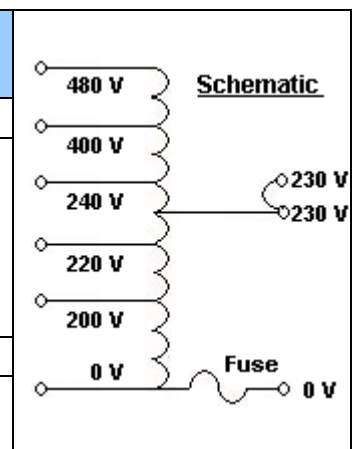 Schematic
480 V
400 V
230 V
240 V
230 V
220 V
200 V
0 V
Fuse
0 V